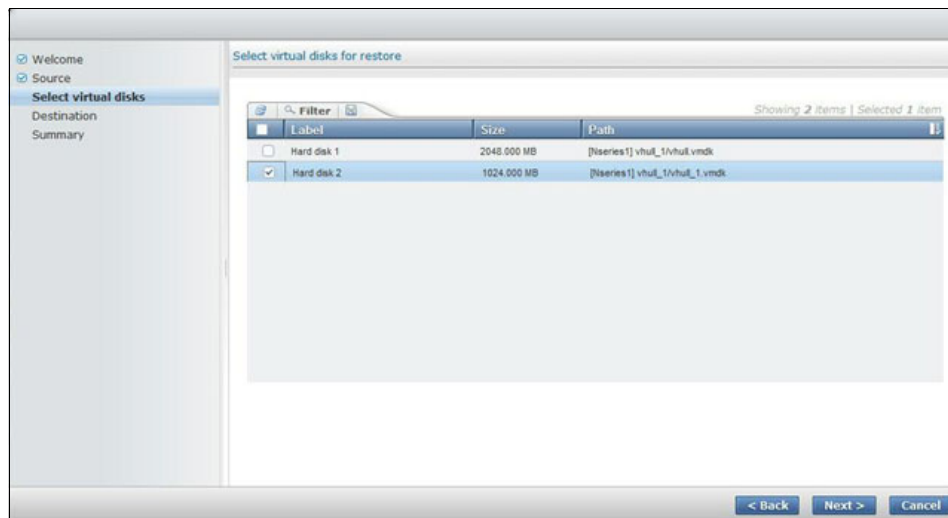 Welcome
Source
Select virtual disks
Destination
Summary
Select virtual disks for restore
Filter
Showing 2 items | Selected 1 item
Label Size Path
Hard disk 1 2048.000 MB [Nseries1] vhull_1/vhull.vmdk
Hard disk 2 1024.000 MB [Nseries1] vhull_1/vhull_1.vmdk
< Back Next > Cancel